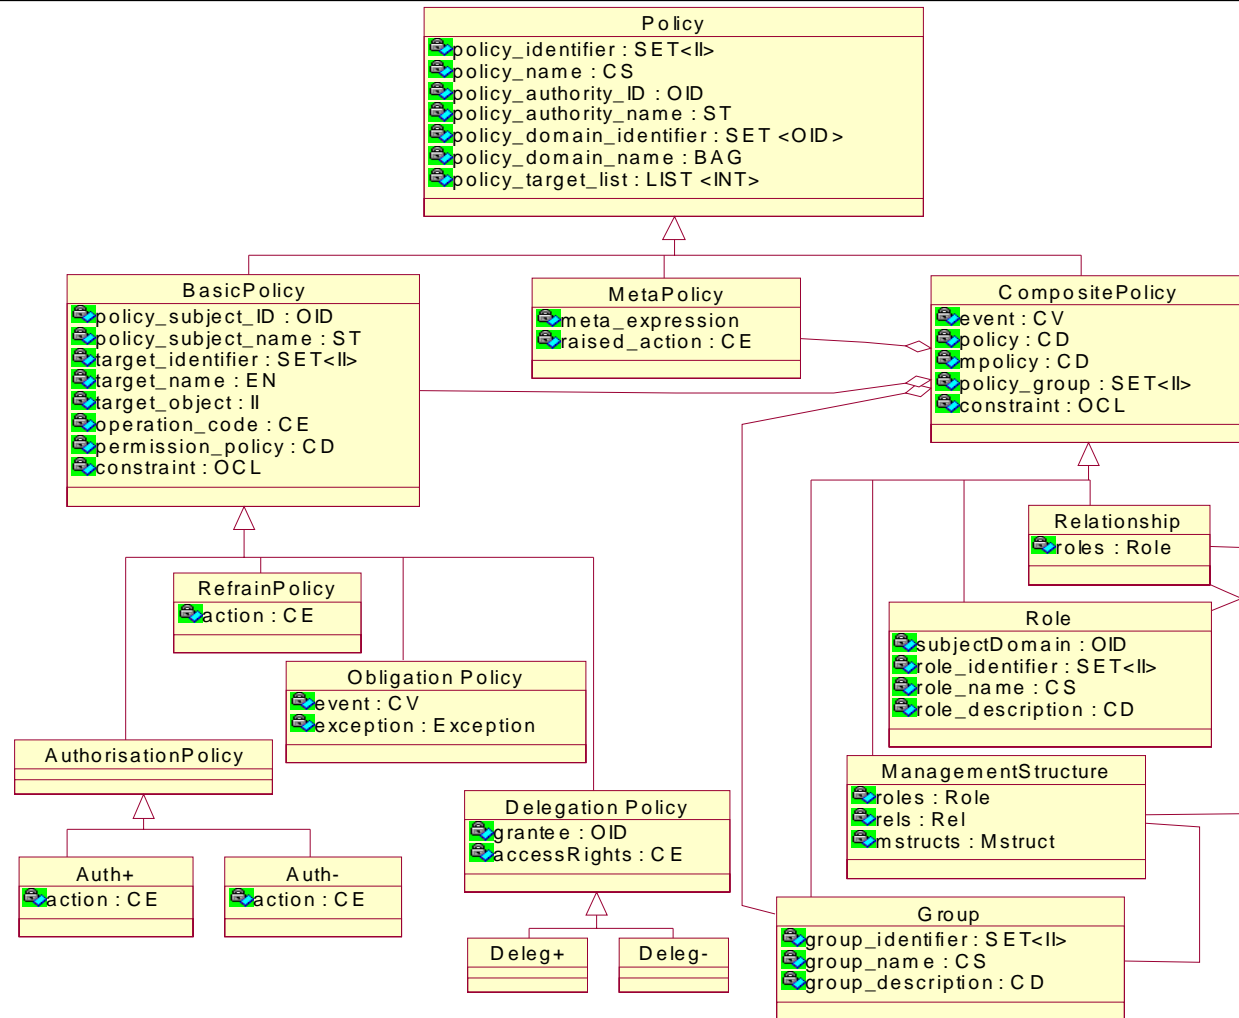 Policy
policy_identifier : SET<II>
policy_name : CS
policy_authority_ID : OID
policy_authority_name : ST
policy_domain_identifier : SET <OID>
policy_domain_name : BAG
policy_target_list : LIST <INT>
BasicPolicy
policy_subject_ID : OID
policy_subject_name : ST
target_identifier : SET<II>
target_name : EN
target_object : II
operation_code : CE
permission_policy : CD
constraint : OCL
MetaPolicy
meta_expression
raised_action : CE
CompositePolicy
event : CV
policy : CD
mpolicy : CD
policy_group : SET<II>
constraint : OCL
Relationship
roles : Role
RefrainPolicy
action : CE
Role
subjectDomain : OID
role_identifier : SET<II>
role_name : CS
role_description : CD
Obligation Policy
event : CV
exception : Exception
AuthorisationPolicy
ManagementStructure
roles : Role
rels : Rel
mstructs : Mstruct
Delegation Policy
grantee : OID
accessRights : CE
Auth+
action : CE
Auth-
action : CE
Group
group_identifier : SET<II>
group_name : CS
group_description : CD
Deleg+
Deleg-